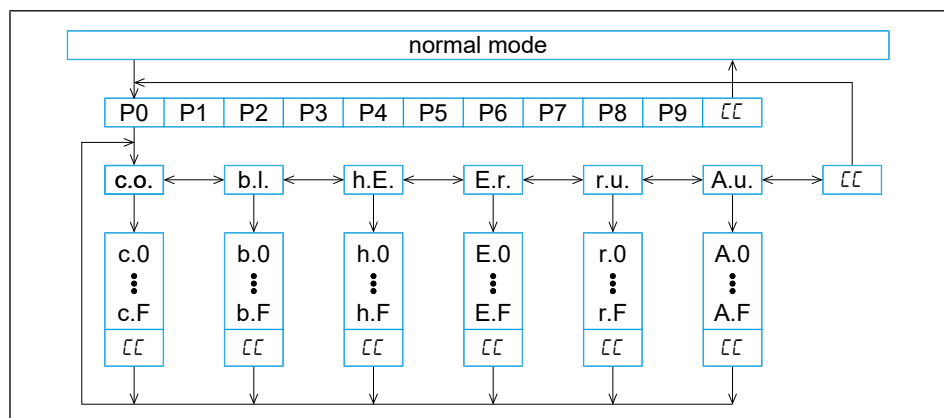 normal mode
P0 P1 P2 P3 P4 P5 P6 P7 P8 P9 CC
c.o. b.l. h.E. E.r. r.u. A.u. CC
c.0 b.0 h.0 E.0 r.0 A.0
c.F b.F h.F E.F r.F A.F
CC CC CC CC CC CC